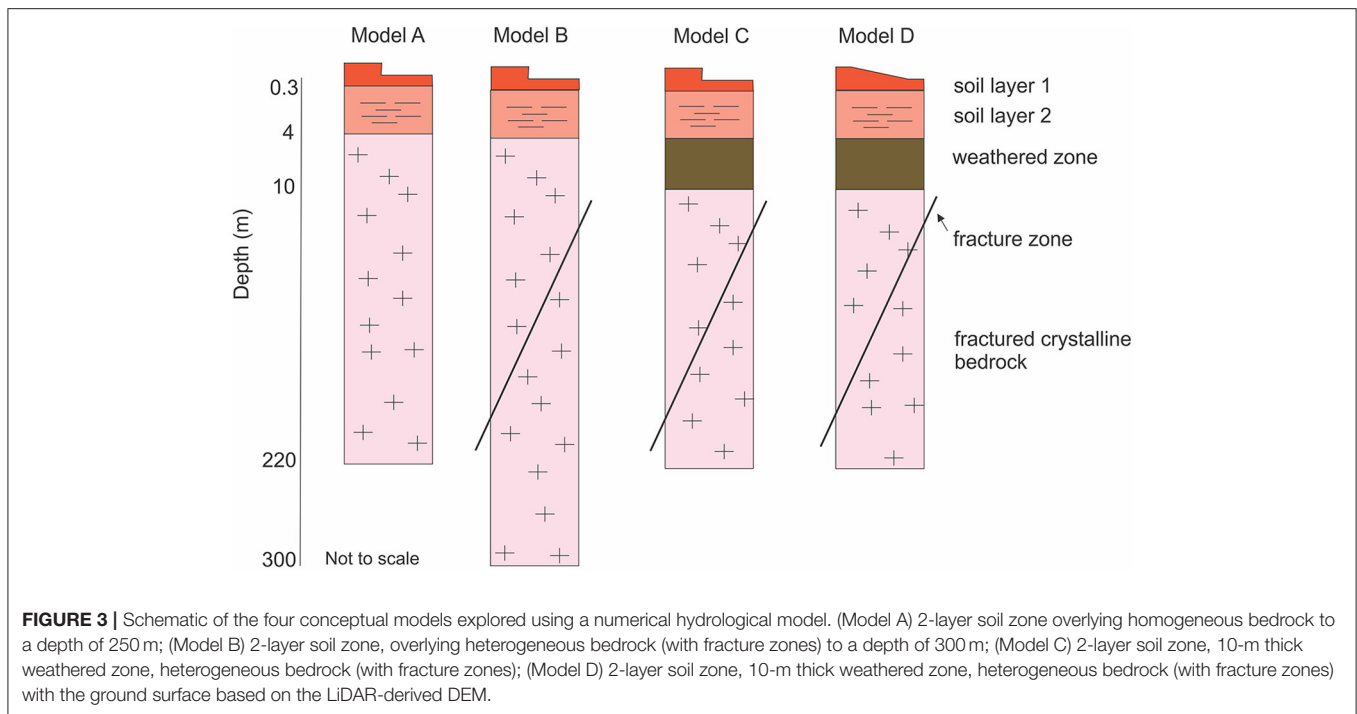 Model A
Model B
Model C
Model D
0.3
4
10
220
300
Depth (m)
soil layer 1
soil layer 2
weathered zone
fracture zone
fractured crystalline
bedrock
Not to scale
FIGURE 3 | Schematic of the four conceptual models explored using a numerical hydrological model. (Model A) 2-layer soil zone overlying homogeneous bedrock to
a depth of 250 m; (Model B) 2-layer soil zone, overlying heterogeneous bedrock (with fracture zones) to a depth of 300 m; (Model C) 2-layer soil zone, 10-m thick
weathered zone, heterogeneous bedrock (with fracture zones); (Model D) 2-layer soil zone, 10-m thick weathered zone, heterogeneous bedrock (with fracture zones)
with the ground surface based on the LiDAR-derived DEM.